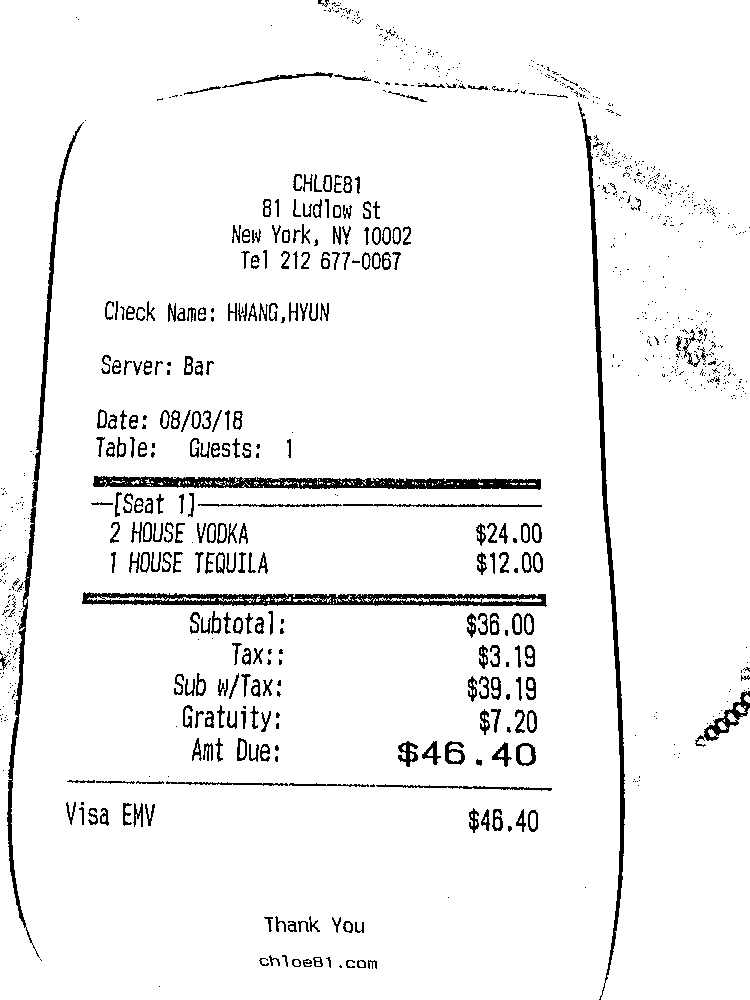 CHLOE81
81 Ludlow St
New York, NY 10002
Tel 212 677-0067
Check Name: HWANG,HYUN
Server: Bar
Date: 08/03/18
Table: Guests: 1
[Seat 1]
2 HOUSE VODKA $24.00
1 HOUSE TEQUILA $12.00
Subtotal: $36.00
Tax:: $3.19
Sub w/Tax: $39.19
Gratuity: $7.20
Amt Due: $46.40
Visa EMV $46.40
Thank You
chloe81.com